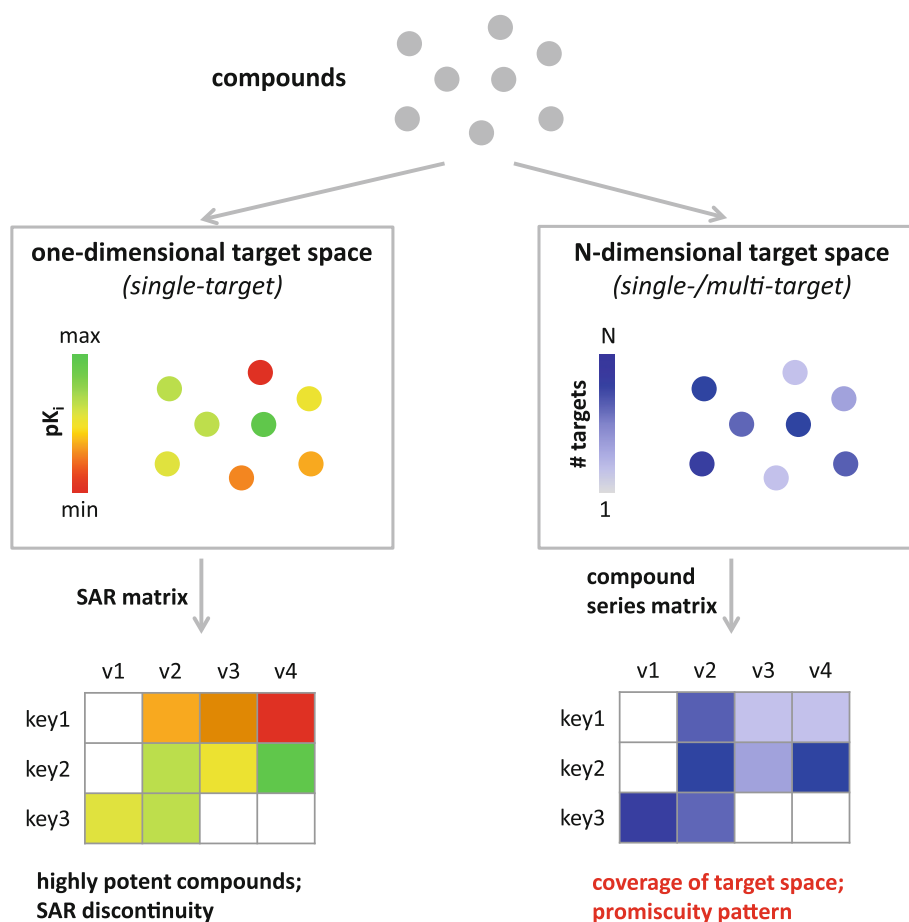 compounds
one-dimensional target space
(single-target)
max
pKi
min
N-dimensional target space
(single-/multi-target)
N
# targets
1
SAR matrix
compound
series matrix
v1 v2 v3 v4
key1
key2
key3
v1 v2 v3 v4
key1
key2
key3
highly potent compounds;
SAR discontinuity
coverage of target space;
promiscuity pattern